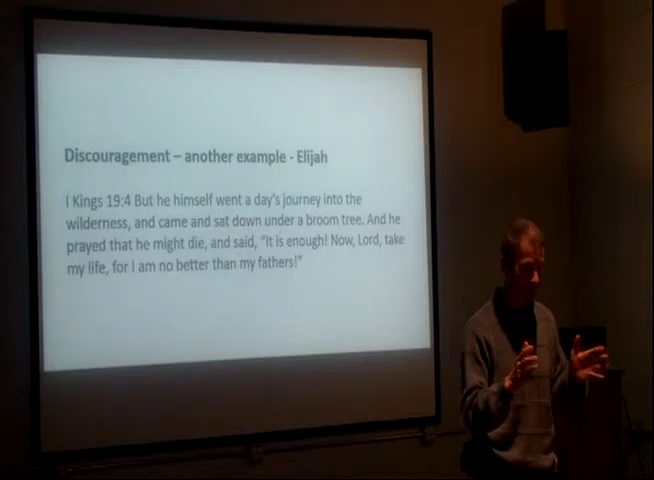 Discouragement – another example - Elijah
I Kings 19:4 But he himself went a day's journey into the
wilderness, and came and sat down under a broom tree. And he
prayed that he might die, and said, "It is enough! Now, Lord, take
my life, for I am no better than my fathers!"